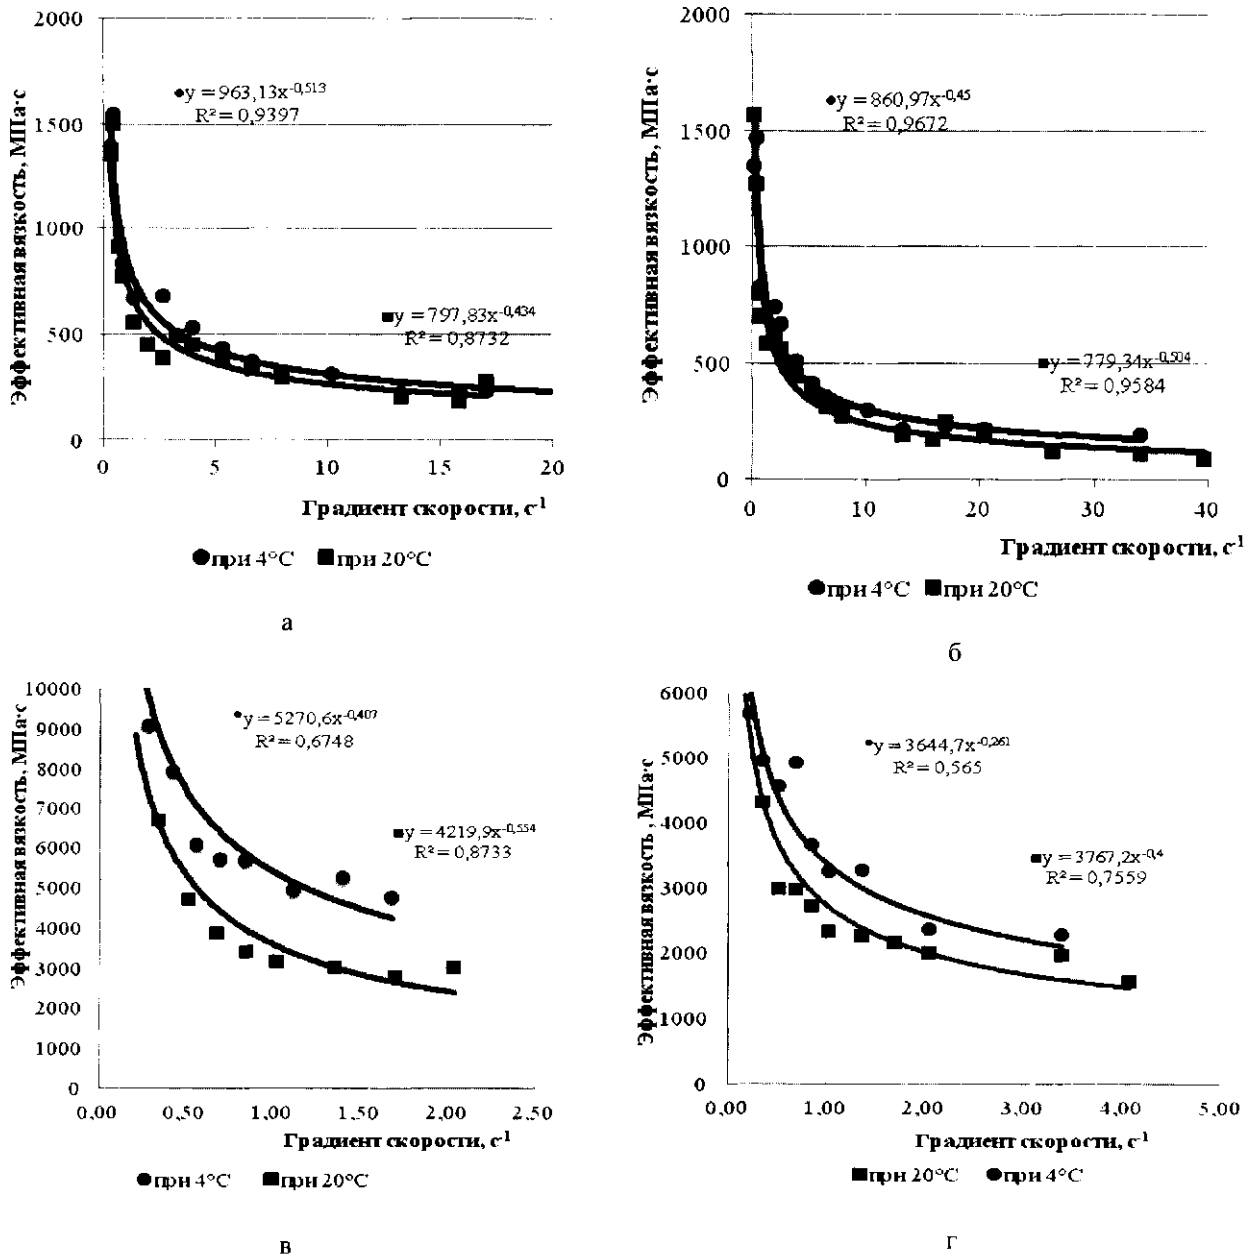 2000
1500
1000
500
0
0 5 10 15 20
Эффективная вязкость, МПа·с
y = 963,13x^-0,513
R² = 0,9397
y = 797,83x^-0,434
R² = 0,8732
Градиент скорости, с⁻¹
при 4°C при 20°C
а
2000
1500
1000
500
0
0 10 20 30 40
Эффективная вязкость, МПа·с
y = 860,97x^-0,45
R² = 0,9672
y = 779,34x^-0,504
R² = 0,9584
Градиент скорости, с⁻¹
при 4°C при 20°C
б
10000
9000
8000
7000
6000
5000
4000
3000
2000
1000
0
0,00 0,50 1,00 1,50 2,00 2,50
Эффективная вязкость, МПа·с
y = 5270,6x^-0,407
R² = 0,6748
y = 4219,9x^-0,554
R² = 0,8733
Градиент скорости, с⁻¹
при 4°C при 20°C
в
6000
5000
4000
3000
2000
1000
0
0,00 1,00 2,00 3,00 4,00 5,00
Эффективная вязкость, МПа·с
y = 3644,7x^-0,261
R² = 0,565
y = 3767,2x^-0,4
R² = 0,7559
Градиент скорости, с⁻¹
при 20°C при 4°C
г